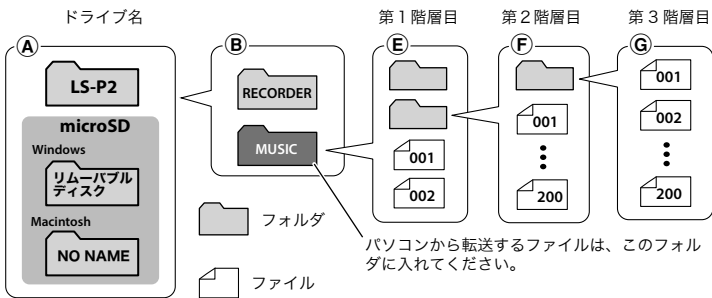 ドライブ名
第1階層目
第2階層目
第3階層目
A
B
E
F
G
LS-P2
microSD
Windows
リムーバブル
ディスク
Macintosh
NO NAME
RECORDER
MUSIC
001
002
001
200
001
002
200
フォルダ
ファイル
パソコンから転送するファイルは、このフォル
ダに入れてください。